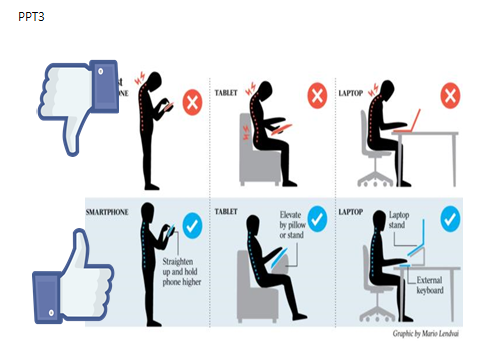 PPT3
TABLET
LAPTOP
SMARTPHONE
Straighten
up and hold
phone higher
TABLET
Elevate
by pillow
or stand
LAPTOP
Laptop
stand
External
keyboard
Graphic by Mario Lendvai